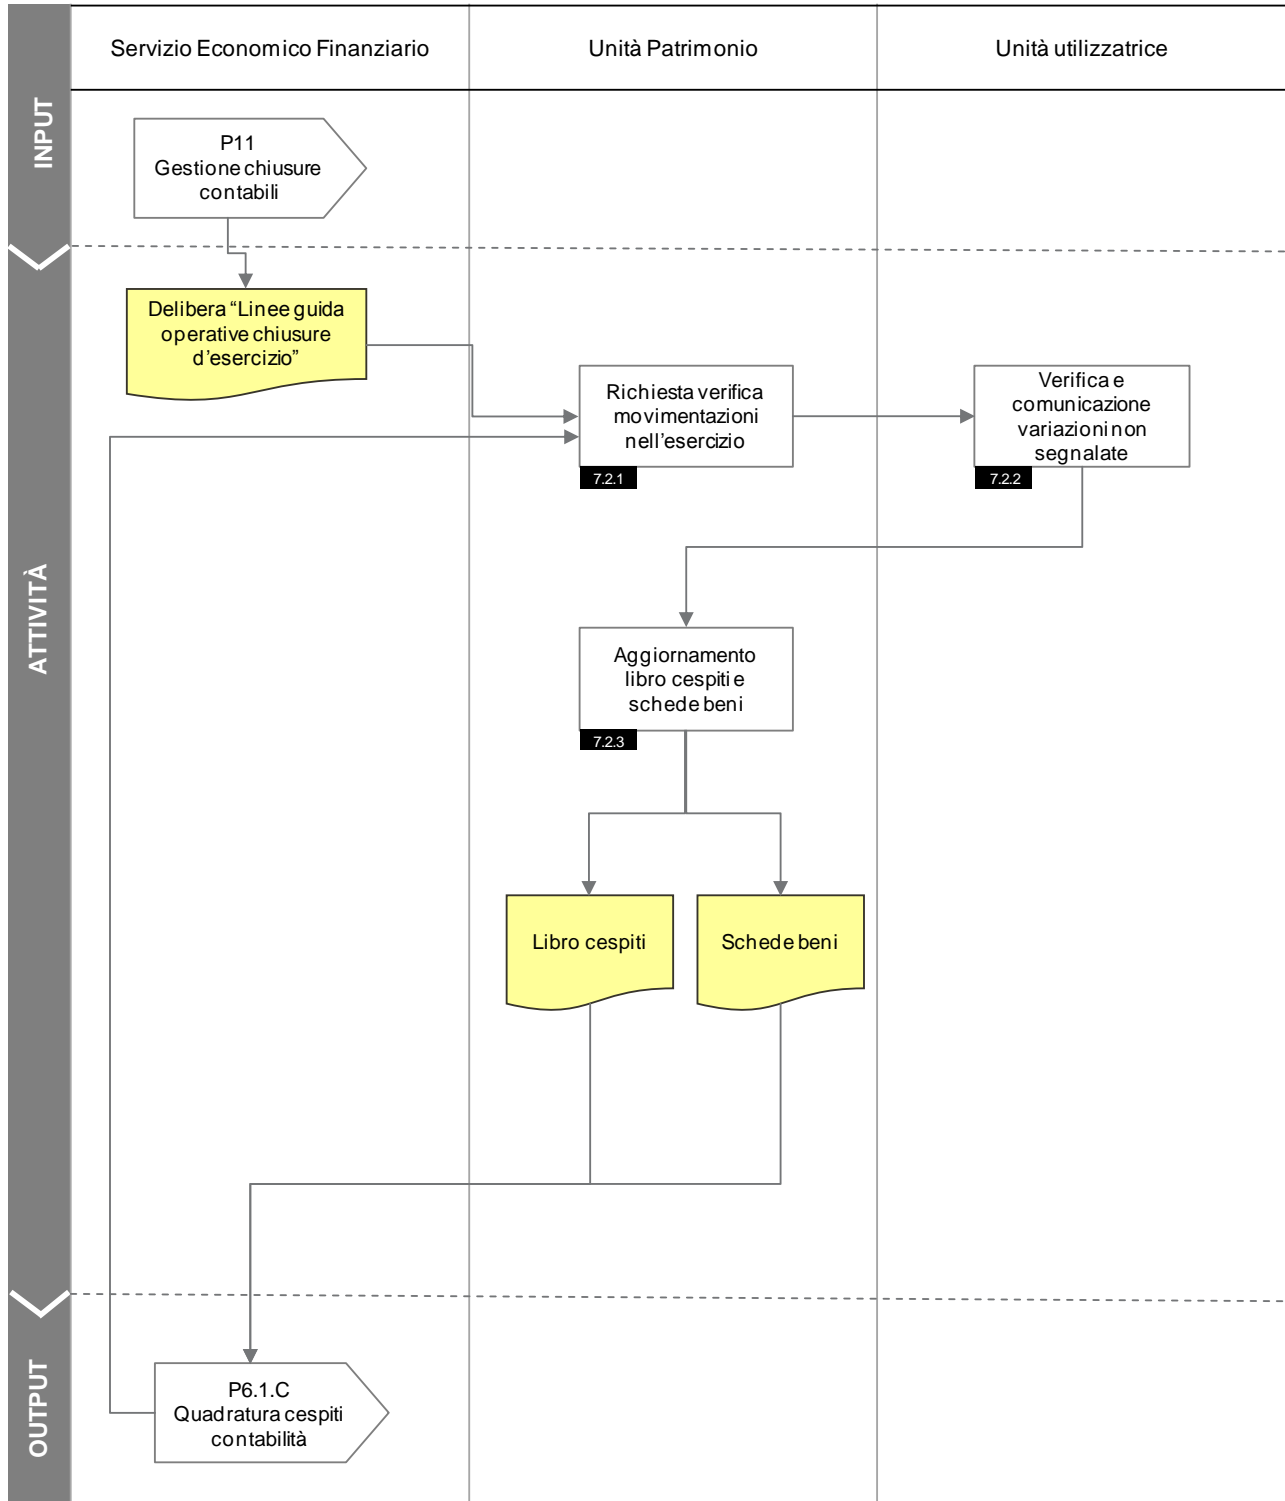 Servizio Economico Finanziario
Unità Patrimonio
Unità utilizzatrice
INPUT
P11
Gestione chiusure
contabili
ATTIVITÀ
Delibera “Linee guida
operative chiusure
d’esercizio”
Richiesta verifica
movimentazioni
nell’esercizio
7.2.1
Verifica e
comunicazione
variazioni non
segnalate
7.2.2
Aggiornamento
libro cespiti e
schede beni
7.2.3
Libro cespiti
Schede beni
OUTPUT
P6.1.C
Quadratura cespiti
contabilità